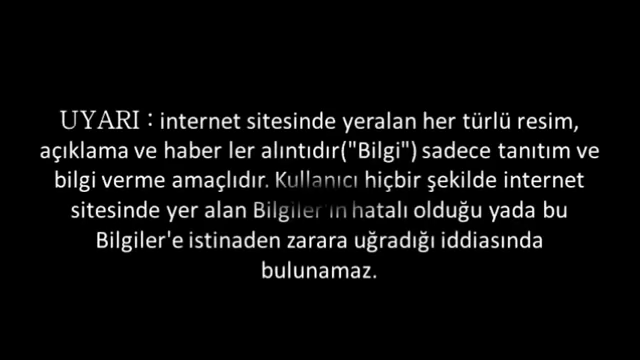 UYARI : internet sitesinde yeralan her türlü resim,
açıklama ve haber ler alıntıdır("Bilgi") sadece tanıtım ve
bilgi verme amaçlıdır. Kullanıcı hiçbir şekilde internet
sitesinde yer alan Bilgiler'in hatalı olduğu yada bu
Bilgiler'e istinaden zarara uğradığı iddiasında
bulunamaz.